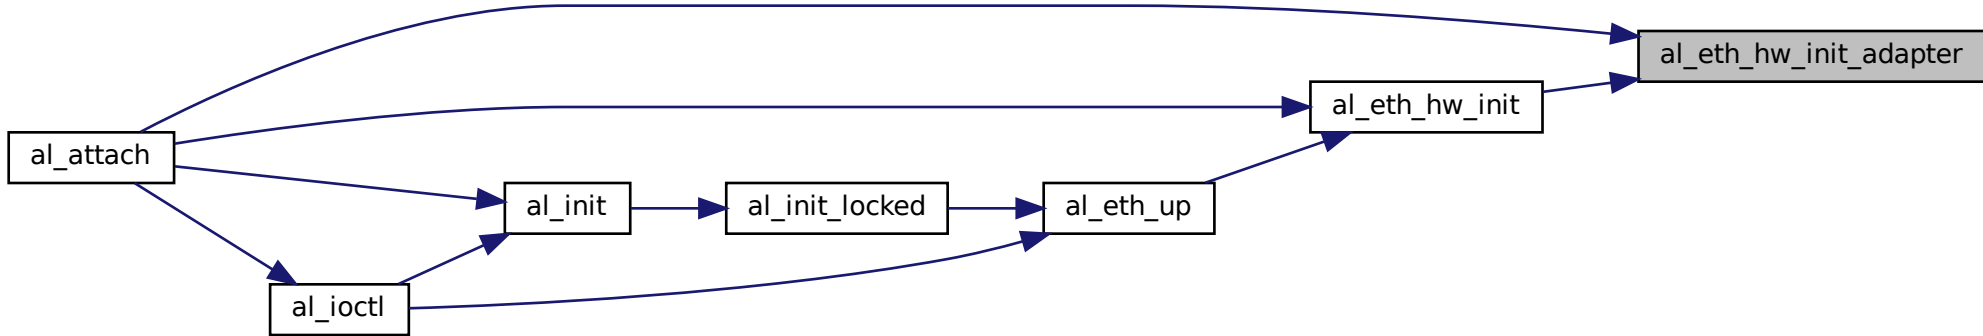 al_eth_hw_init_adapter
al_eth_hw_init
al_attach
al_init
al_init_locked
al_eth_up
al_ioctl